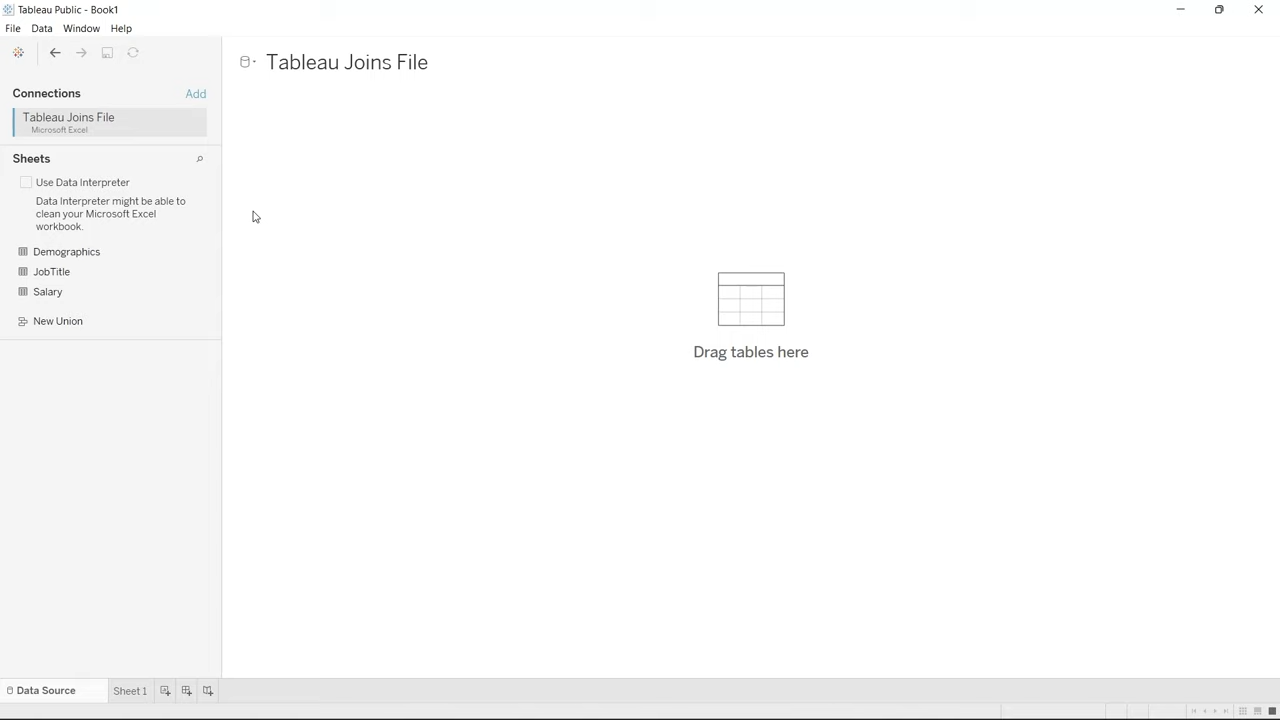 Tableau Public - Book1
File Data Window Help
Tableau Joins File
Connections Add
Tableau Joins File
Microsoft Excel
Sheets
Use Data Interpreter
Data Interpreter might be able to
clean your Microsoft Excel
workbook.
Demographics
JobTitle
Salary
New Union
Drag tables here
Data Source Sheet 1